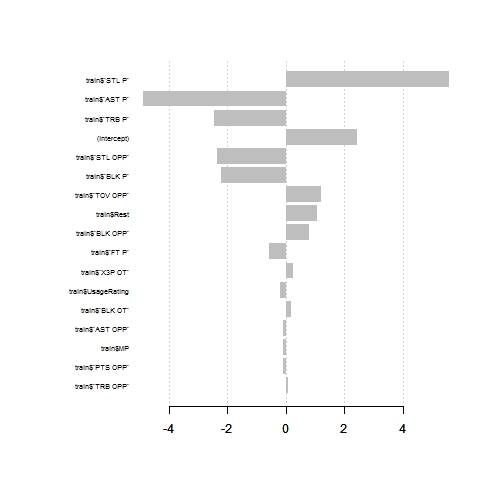 train$`STL P`
train$`AST P`
train$`TRB P`
(Intercept)
train$`STL OPP`
train$`BLK P`
train$`TOV OPP`
train$Rest
train$`BLK OPP`
train$`FT P`
train$`X3P OT`
train$UsageRating
train$`BLK OT`
train$`AST OPP`
train$MP
train$`PTS OPP`
train$`TRB OPP`
-4 -2 0 2 4